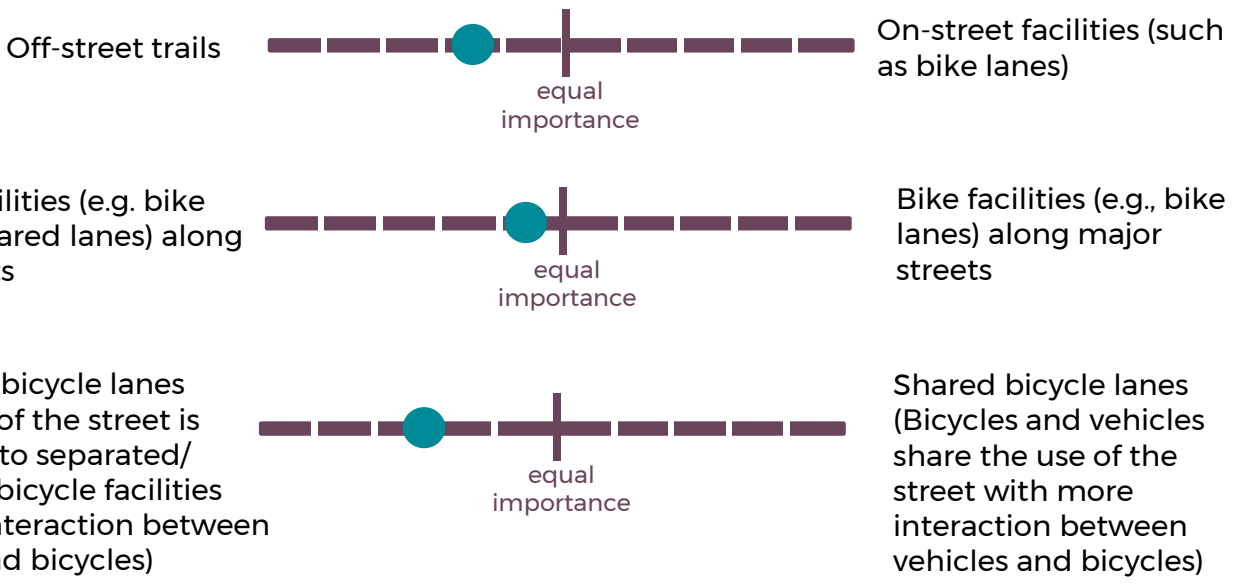 Off-street trails
On-street facilities (such
as bike lanes)
equal
importance
(e.g. bike
lanes) along
Bike facilities (e.g., bike
lanes) along major
streets
equal
importance
bicycle lanes
of the street is
to separated/
bicycle facilities
between
bicycles)
Shared bicycle lanes
(Bicycles and vehicles
share the use of the
street with more
interaction between
vehicles and bicycles)
equal
importance